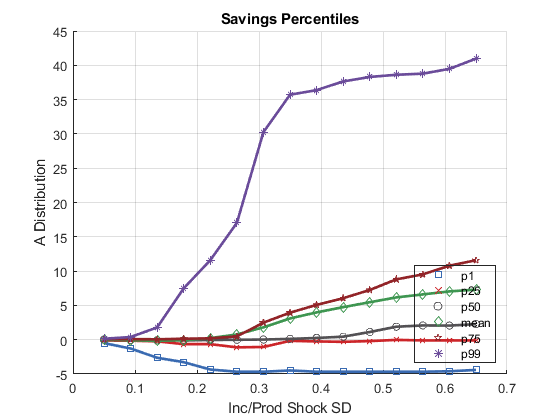 Savings Percentiles
45
40
35
30
25
20
15
10
5
0
-5
A Distribution
0
0.1
0.2
0.3
0.4
0.5
0.6
0.7
Inc/Prod Shock SD
p1
p25
p50
mean
p75
p99